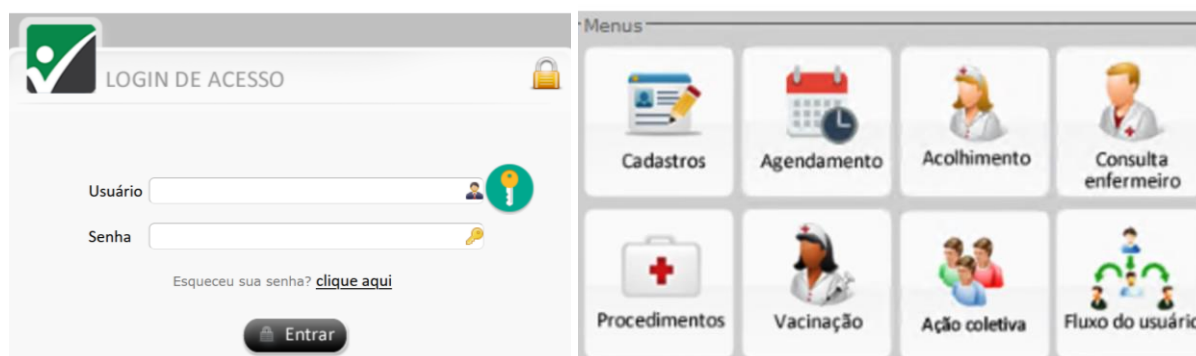 LOGIN DE ACESSO
Usuário
Senha
Esqueceu sua senha? clique aqui
Entrar
Menus
Cadastros
Agendamento
Acolhimento
Consulta
enfermeiro
Procedimentos
Vacinação
Ação coletiva
Fluxo do usuário